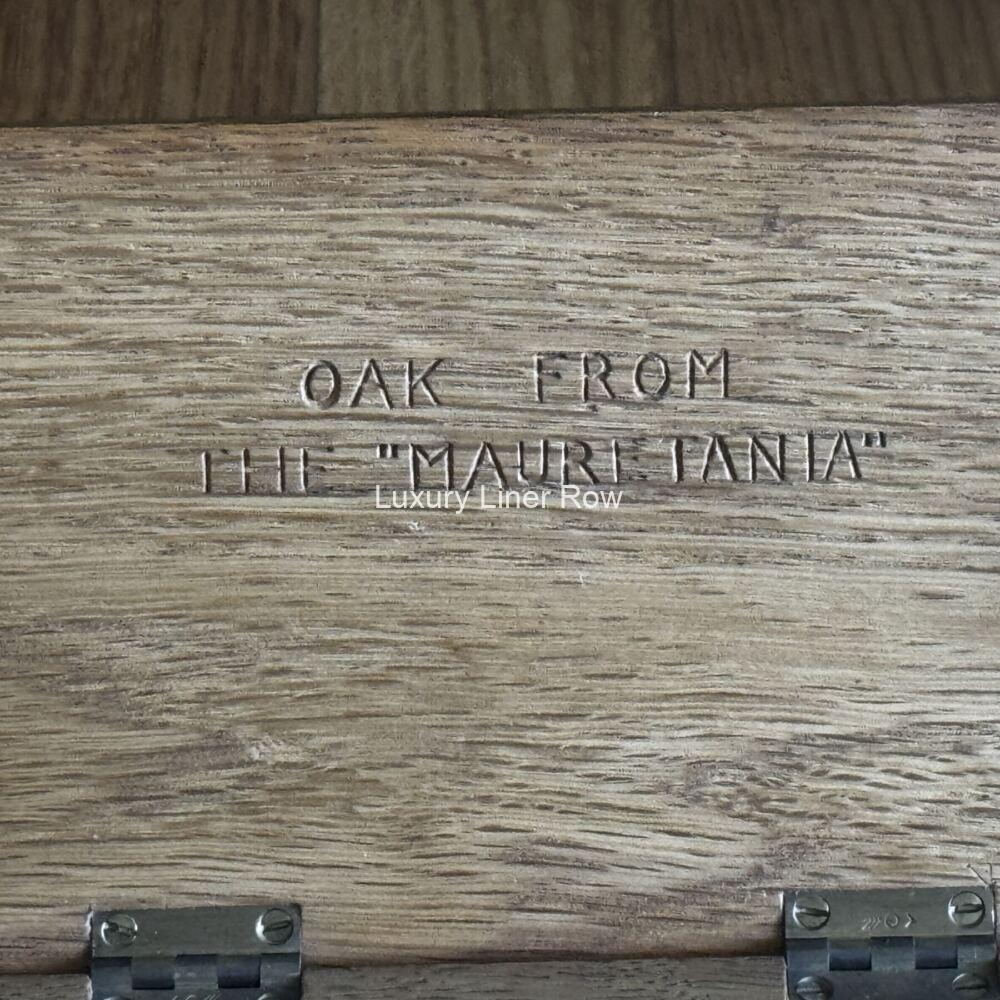 OAK FROM
THE "MAURETANIA"
Luxury Liner Row